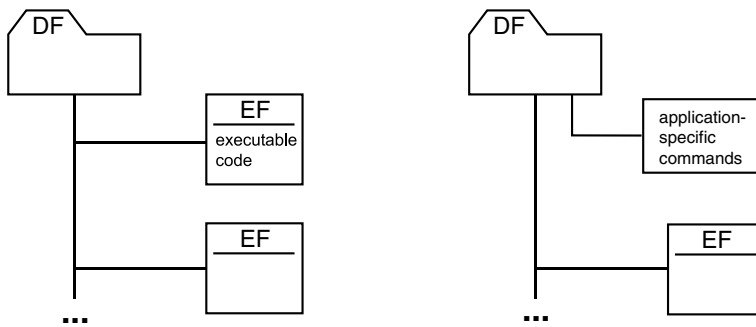 DF
EF
executable
code
EF
...
DF
application-
specific
commands
EF
...